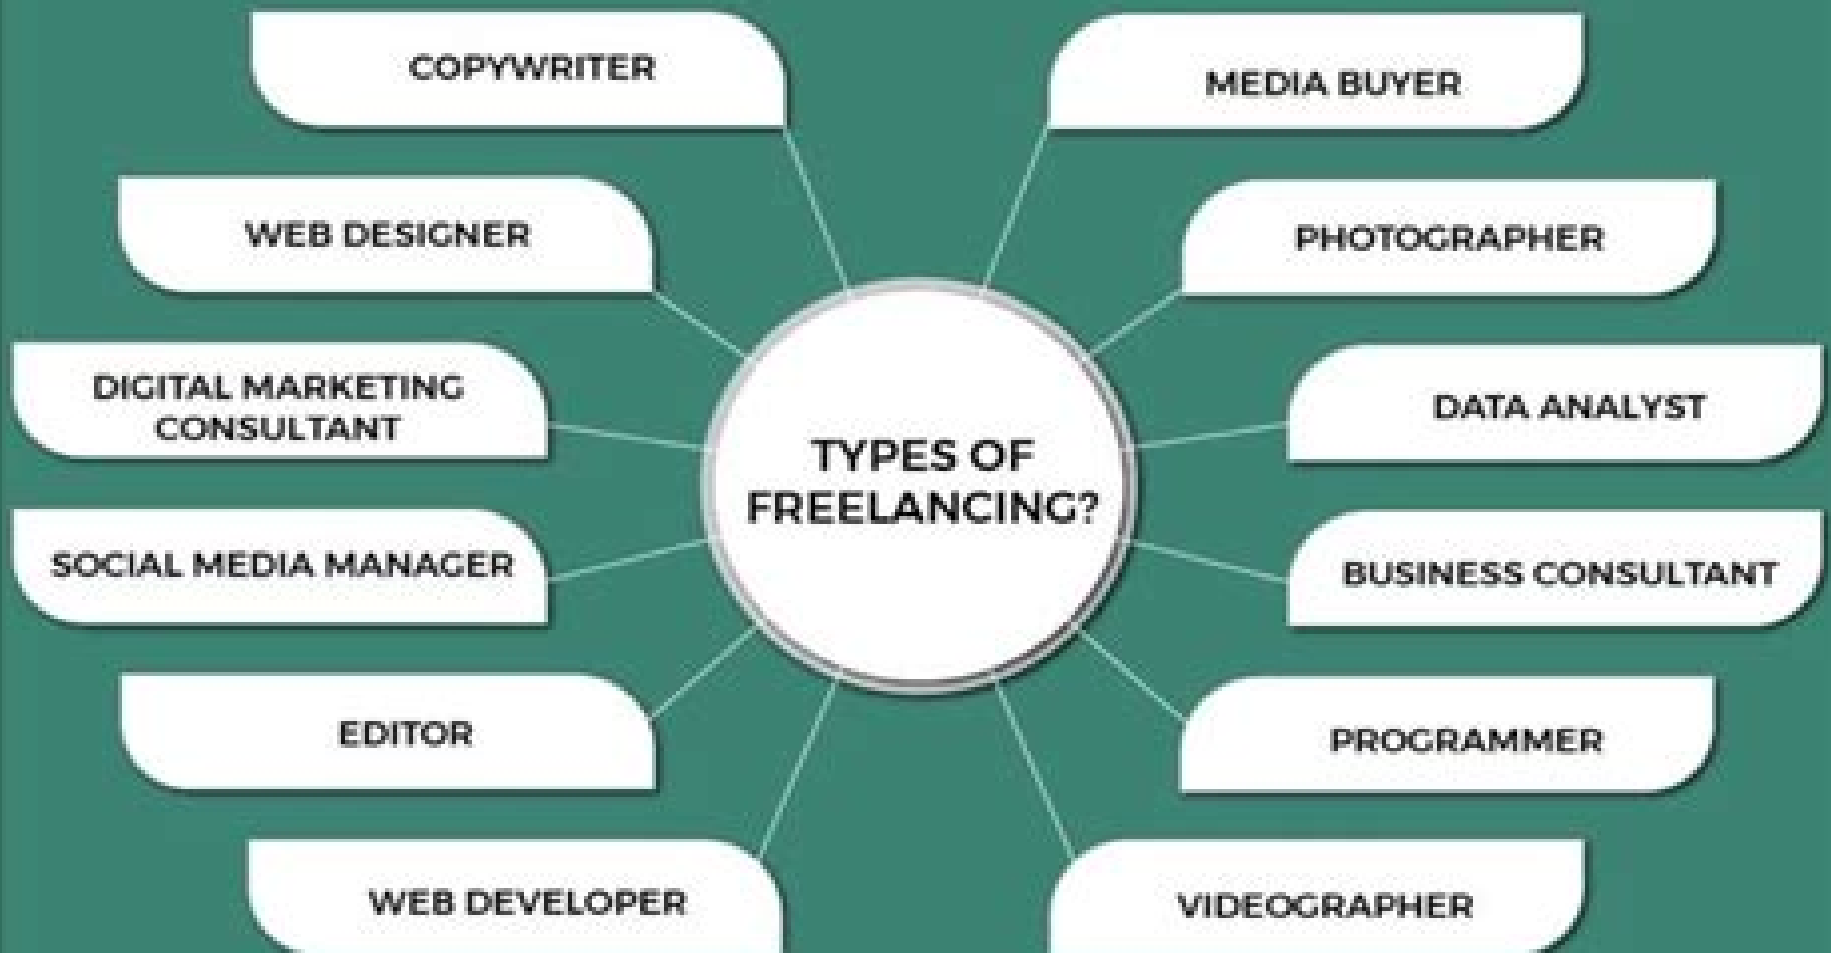 COPYWRITER
MEDIA BUYER
WEB DESIGNER
PHOTOGRAPHER
DIGITAL MARKETING
CONSULTANT
DATA ANALYST
TYPES OF
FREELANCING?
SOCIAL MEDIA MANAGER
BUSINESS CONSULTANT
EDITOR
PROGRAMMER
WEB DEVELOPER
VIDEOGRAPHER